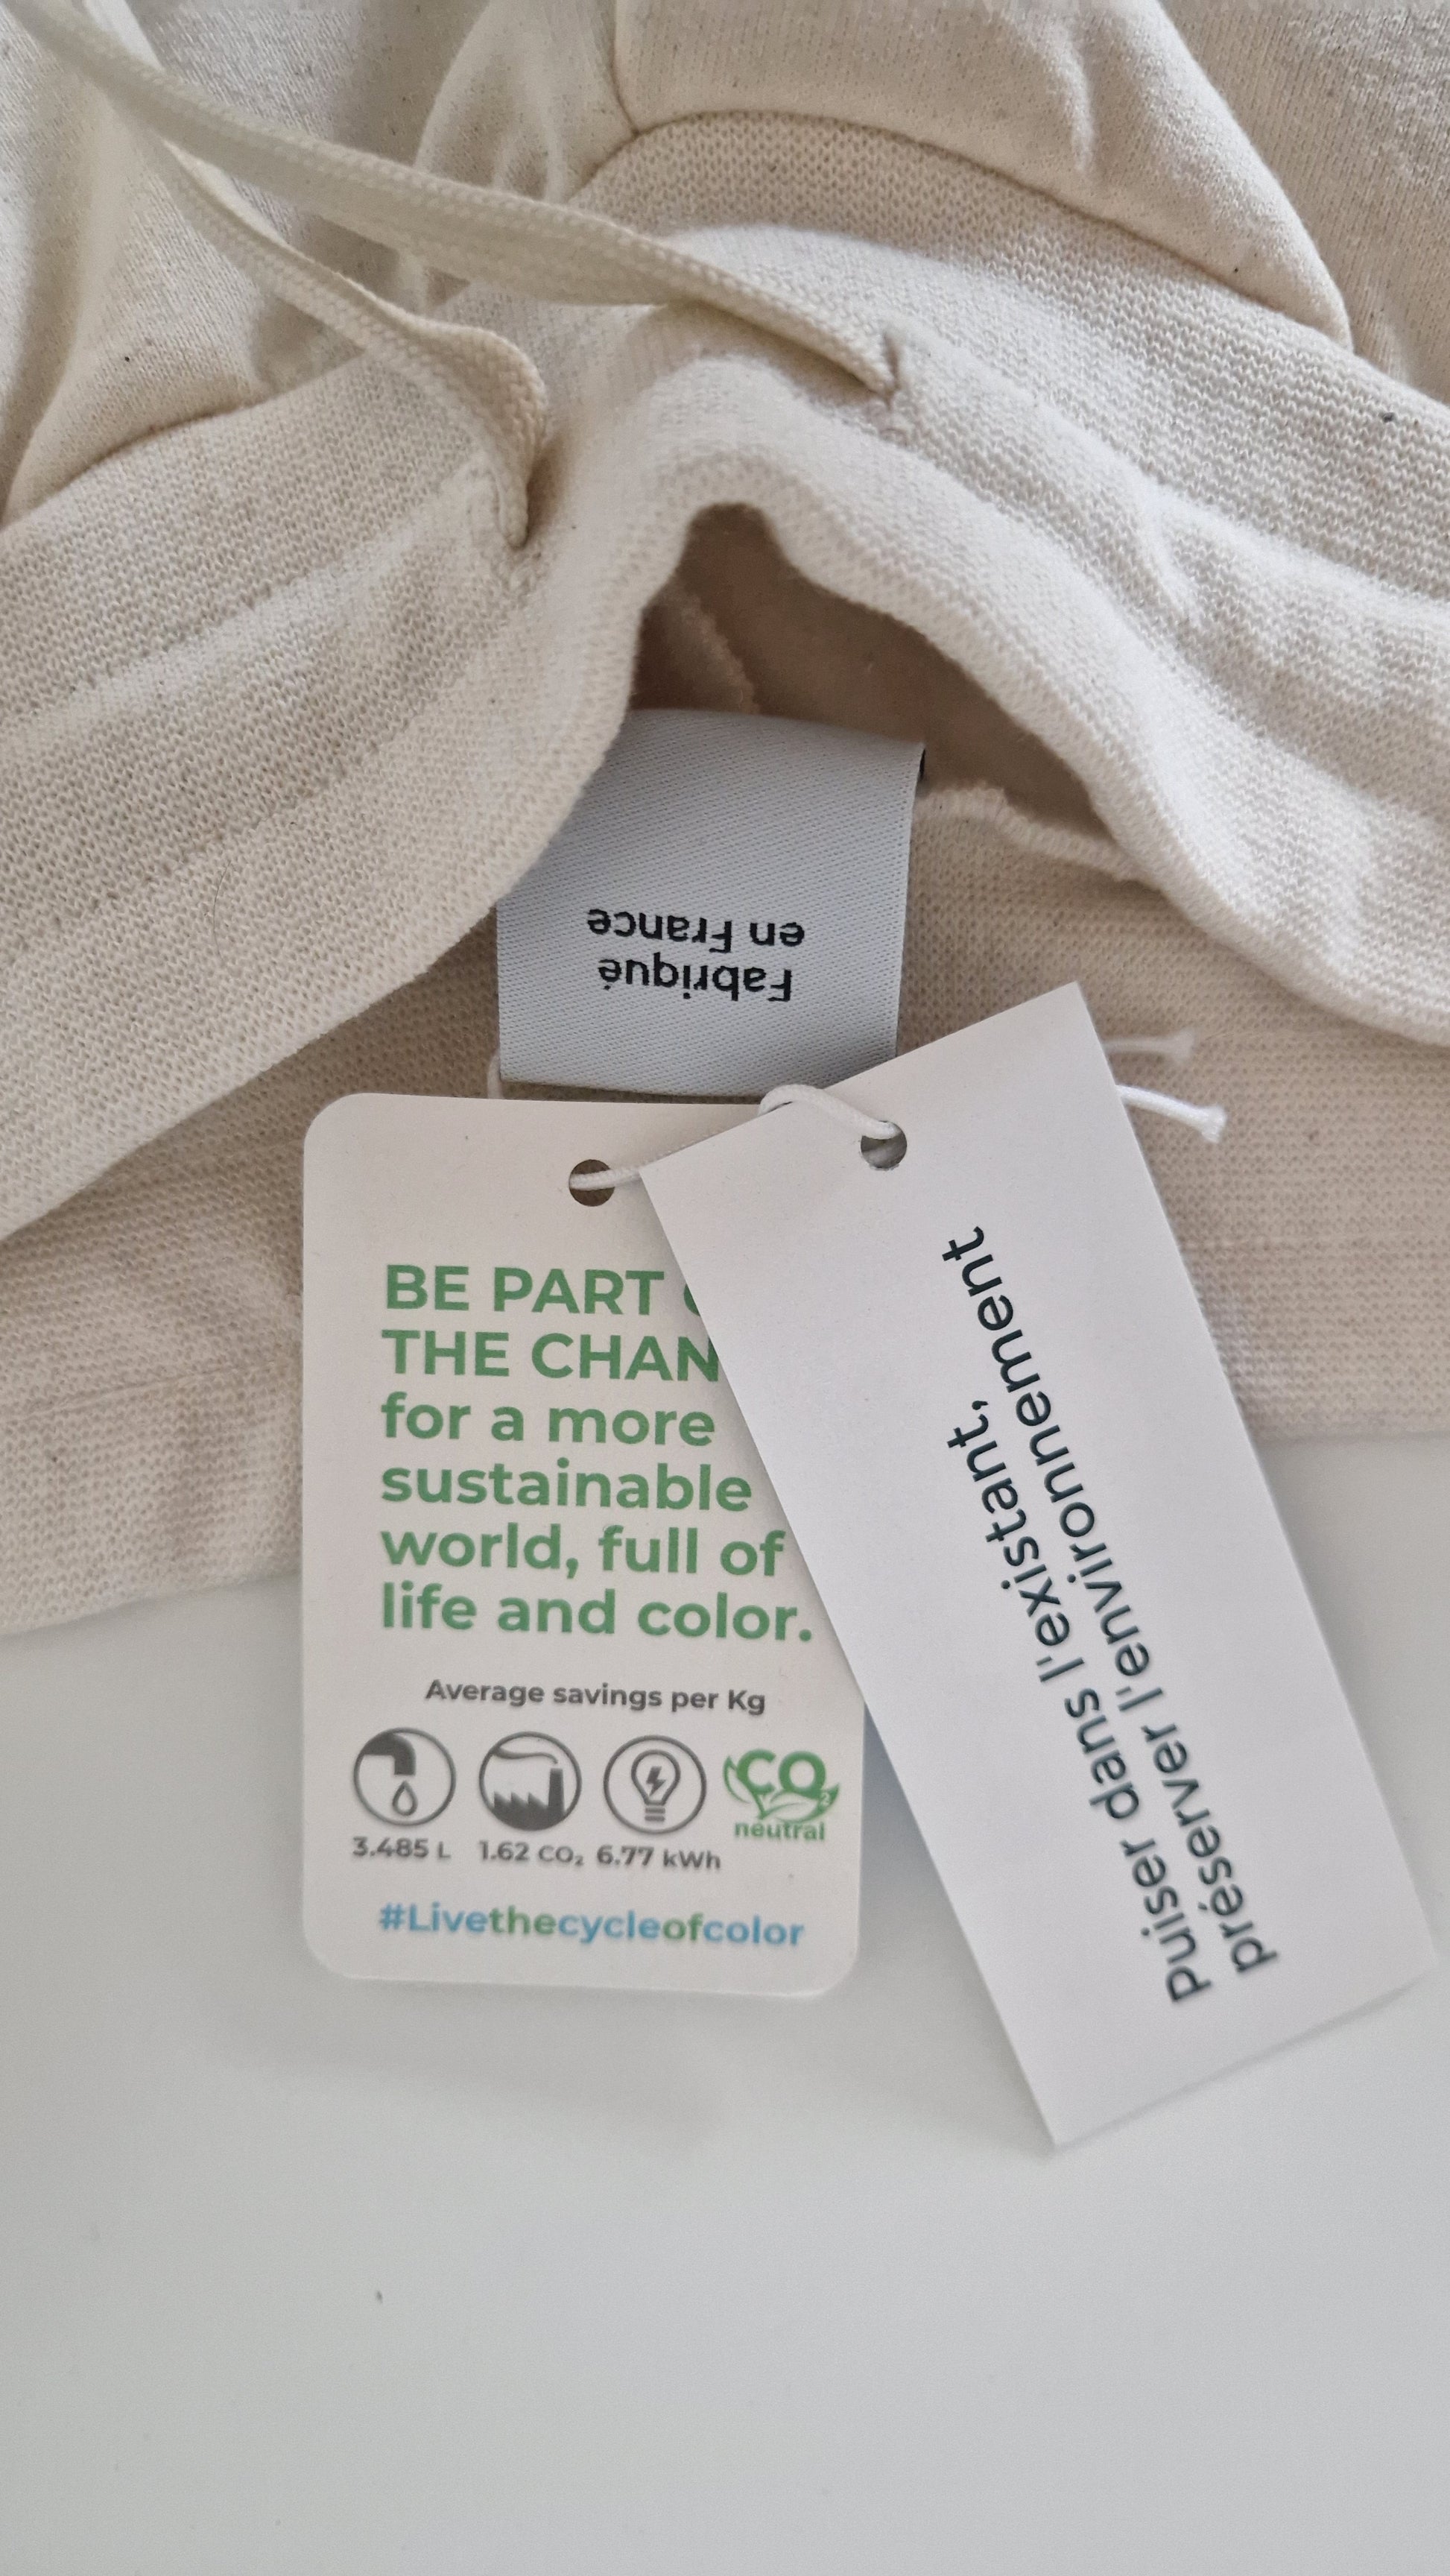 Fabriqué
en France
BE PART
THE CHAN
for a more
sustainable
world, full of
life and color.
Average savings per Kg
CO2
neutral
3.485 L 1.62 CO₂ 6.77 kWh
#Livethecycleofcolor
Puiser dans l'existant,
préserver l'environnement